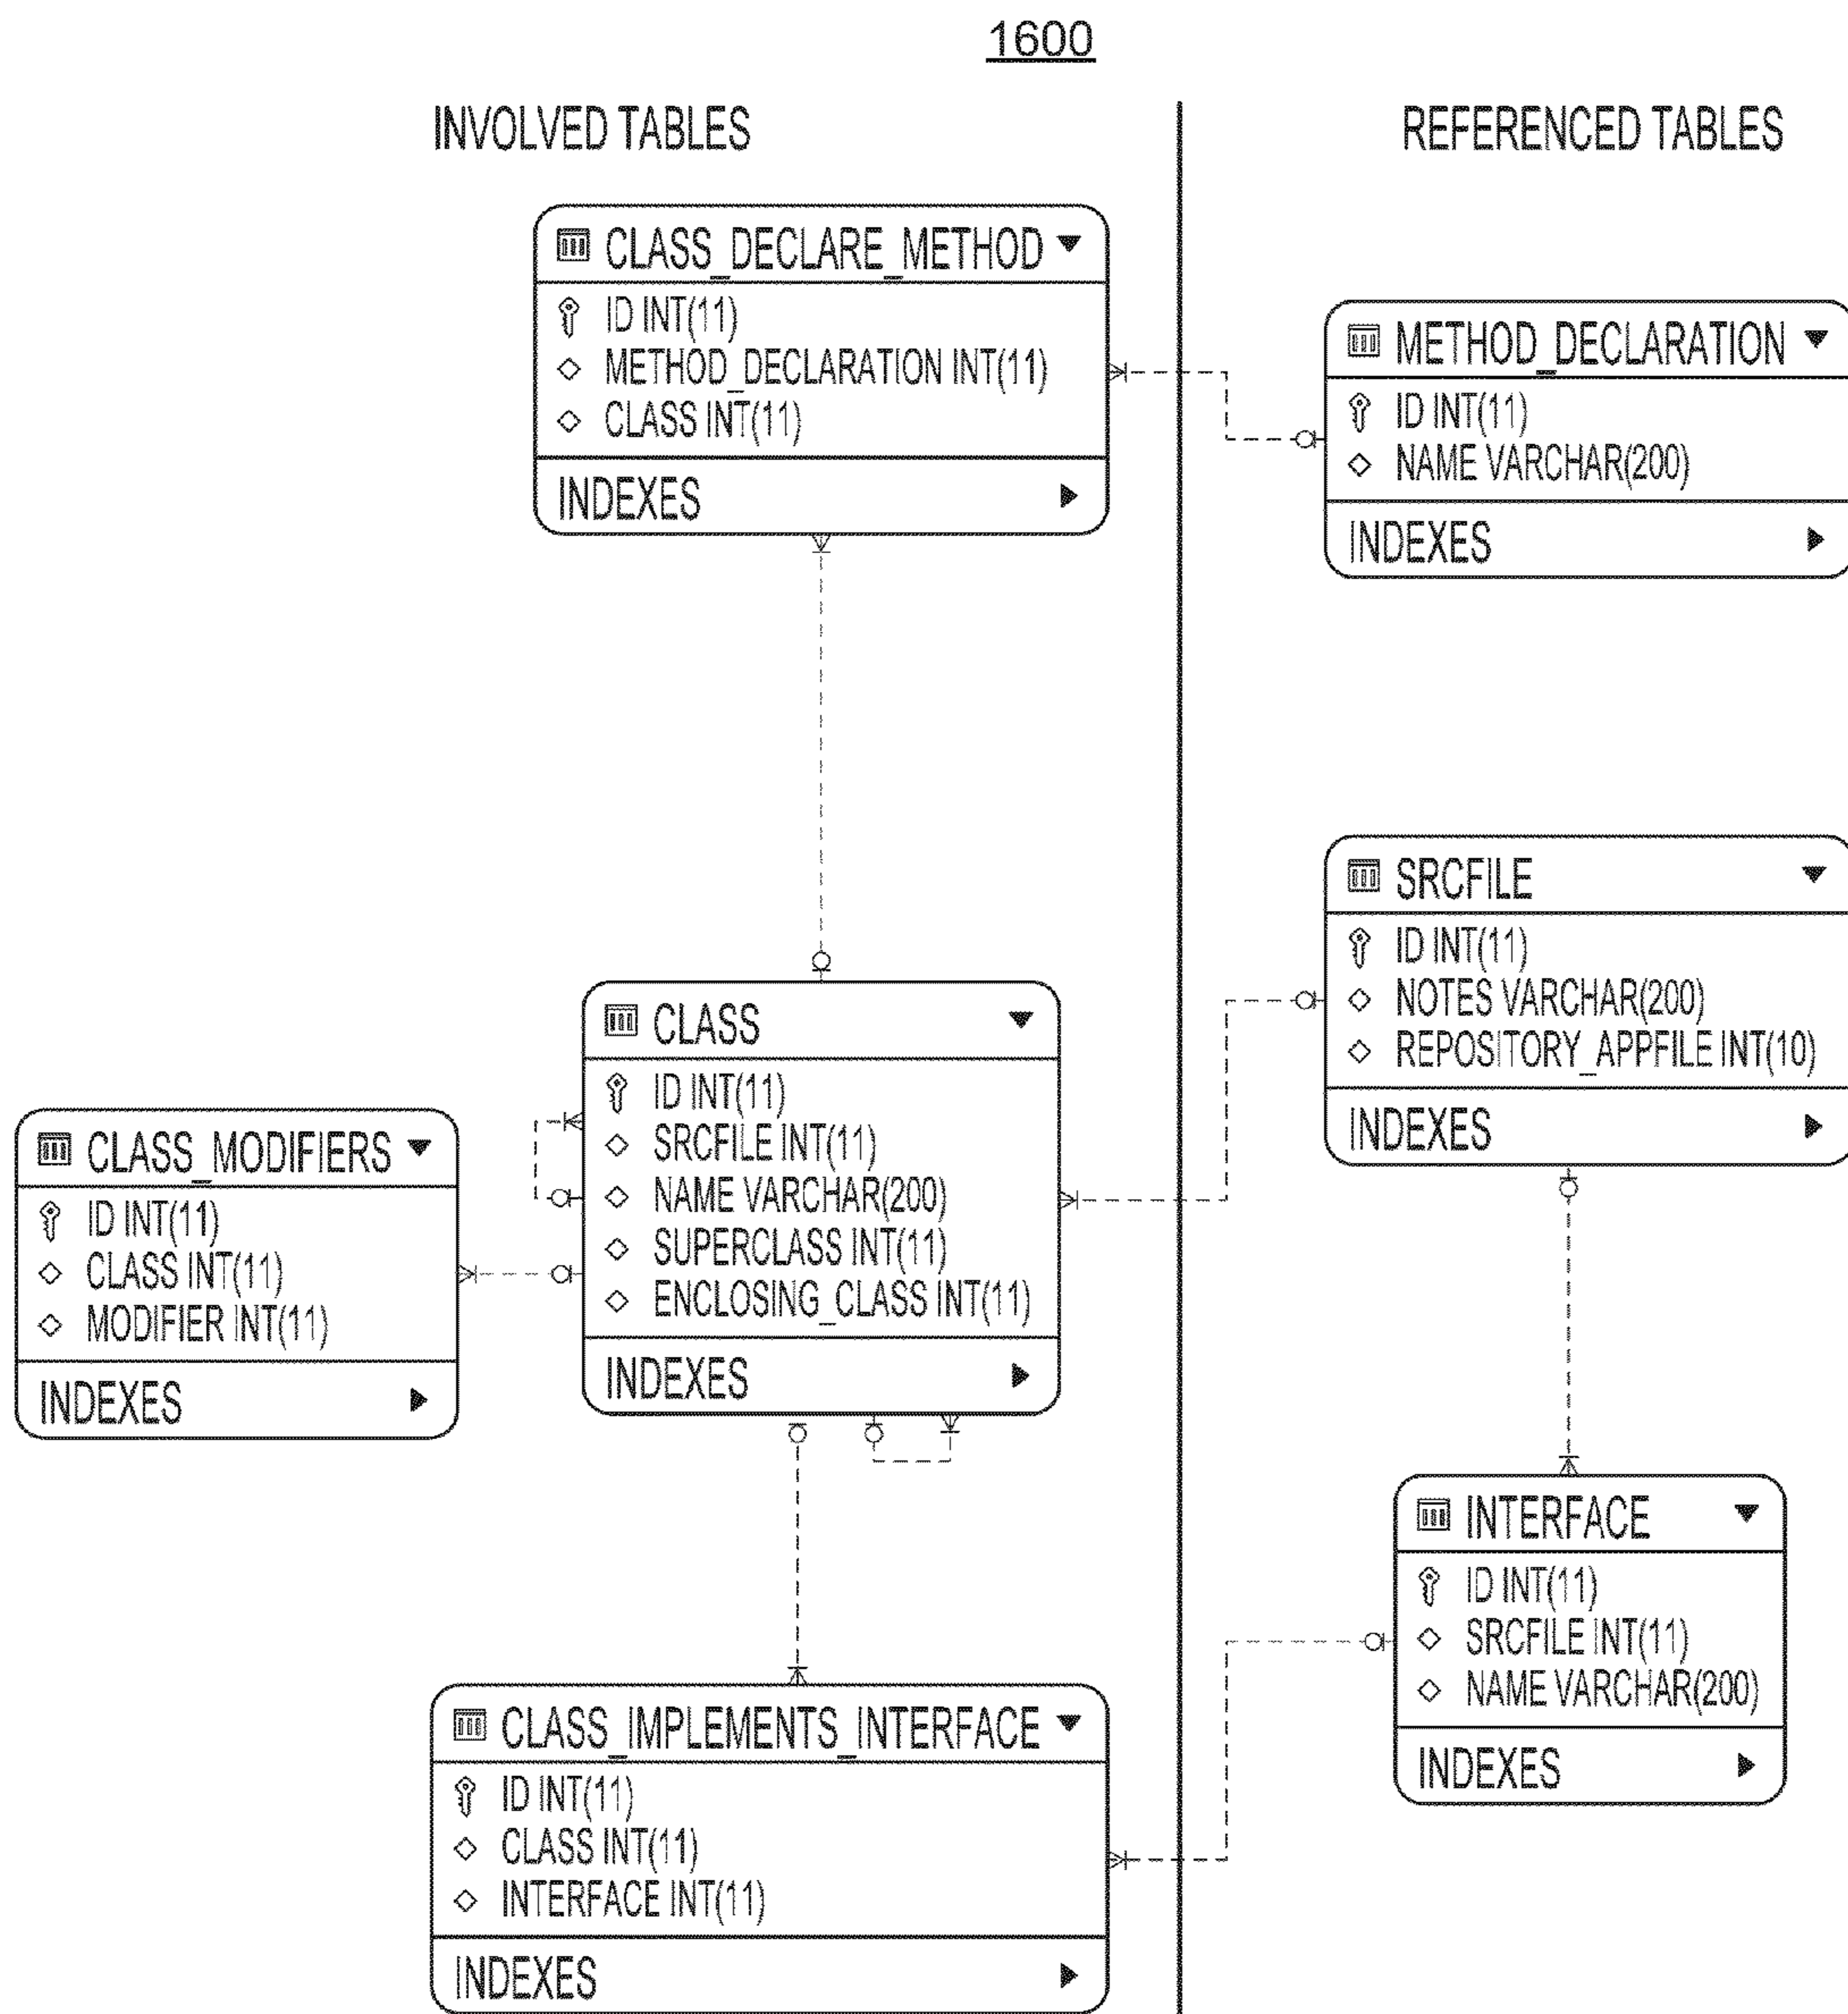 1600
INVOLVED TABLES
REFERENCED TABLES
CLASS_DECLARE_METHOD
ID INT(11)
METHOD_DECLARATION INT(11)
CLASS INT(11)
INDEXES
METHOD_DECLARATION
ID INT(11)
NAME VARCHAR(200)
INDEXES
SRCFILE
ID INT(11)
NOTES VARCHAR(200)
REPOSITORY_APPFILE INT(10)
INDEXES
CLASS
ID INT(11)
SRCFILE INT(11)
NAME VARCHAR(200)
SUPERCLASS INT(11)
ENCLOSING_CLASS INT(11)
INDEXES
CLASS_MODIFIERS
ID INT(11)
CLASS INT(11)
MODIFIER INT(11)
INDEXES
INTERFACE
ID INT(11)
SRCFILE INT(11)
NAME VARCHAR(200)
INDEXES
CLASS_IMPLEMENTS_INTERFACE
ID INT(11)
CLASS INT(11)
INTERFACE INT(11)
INDEXES